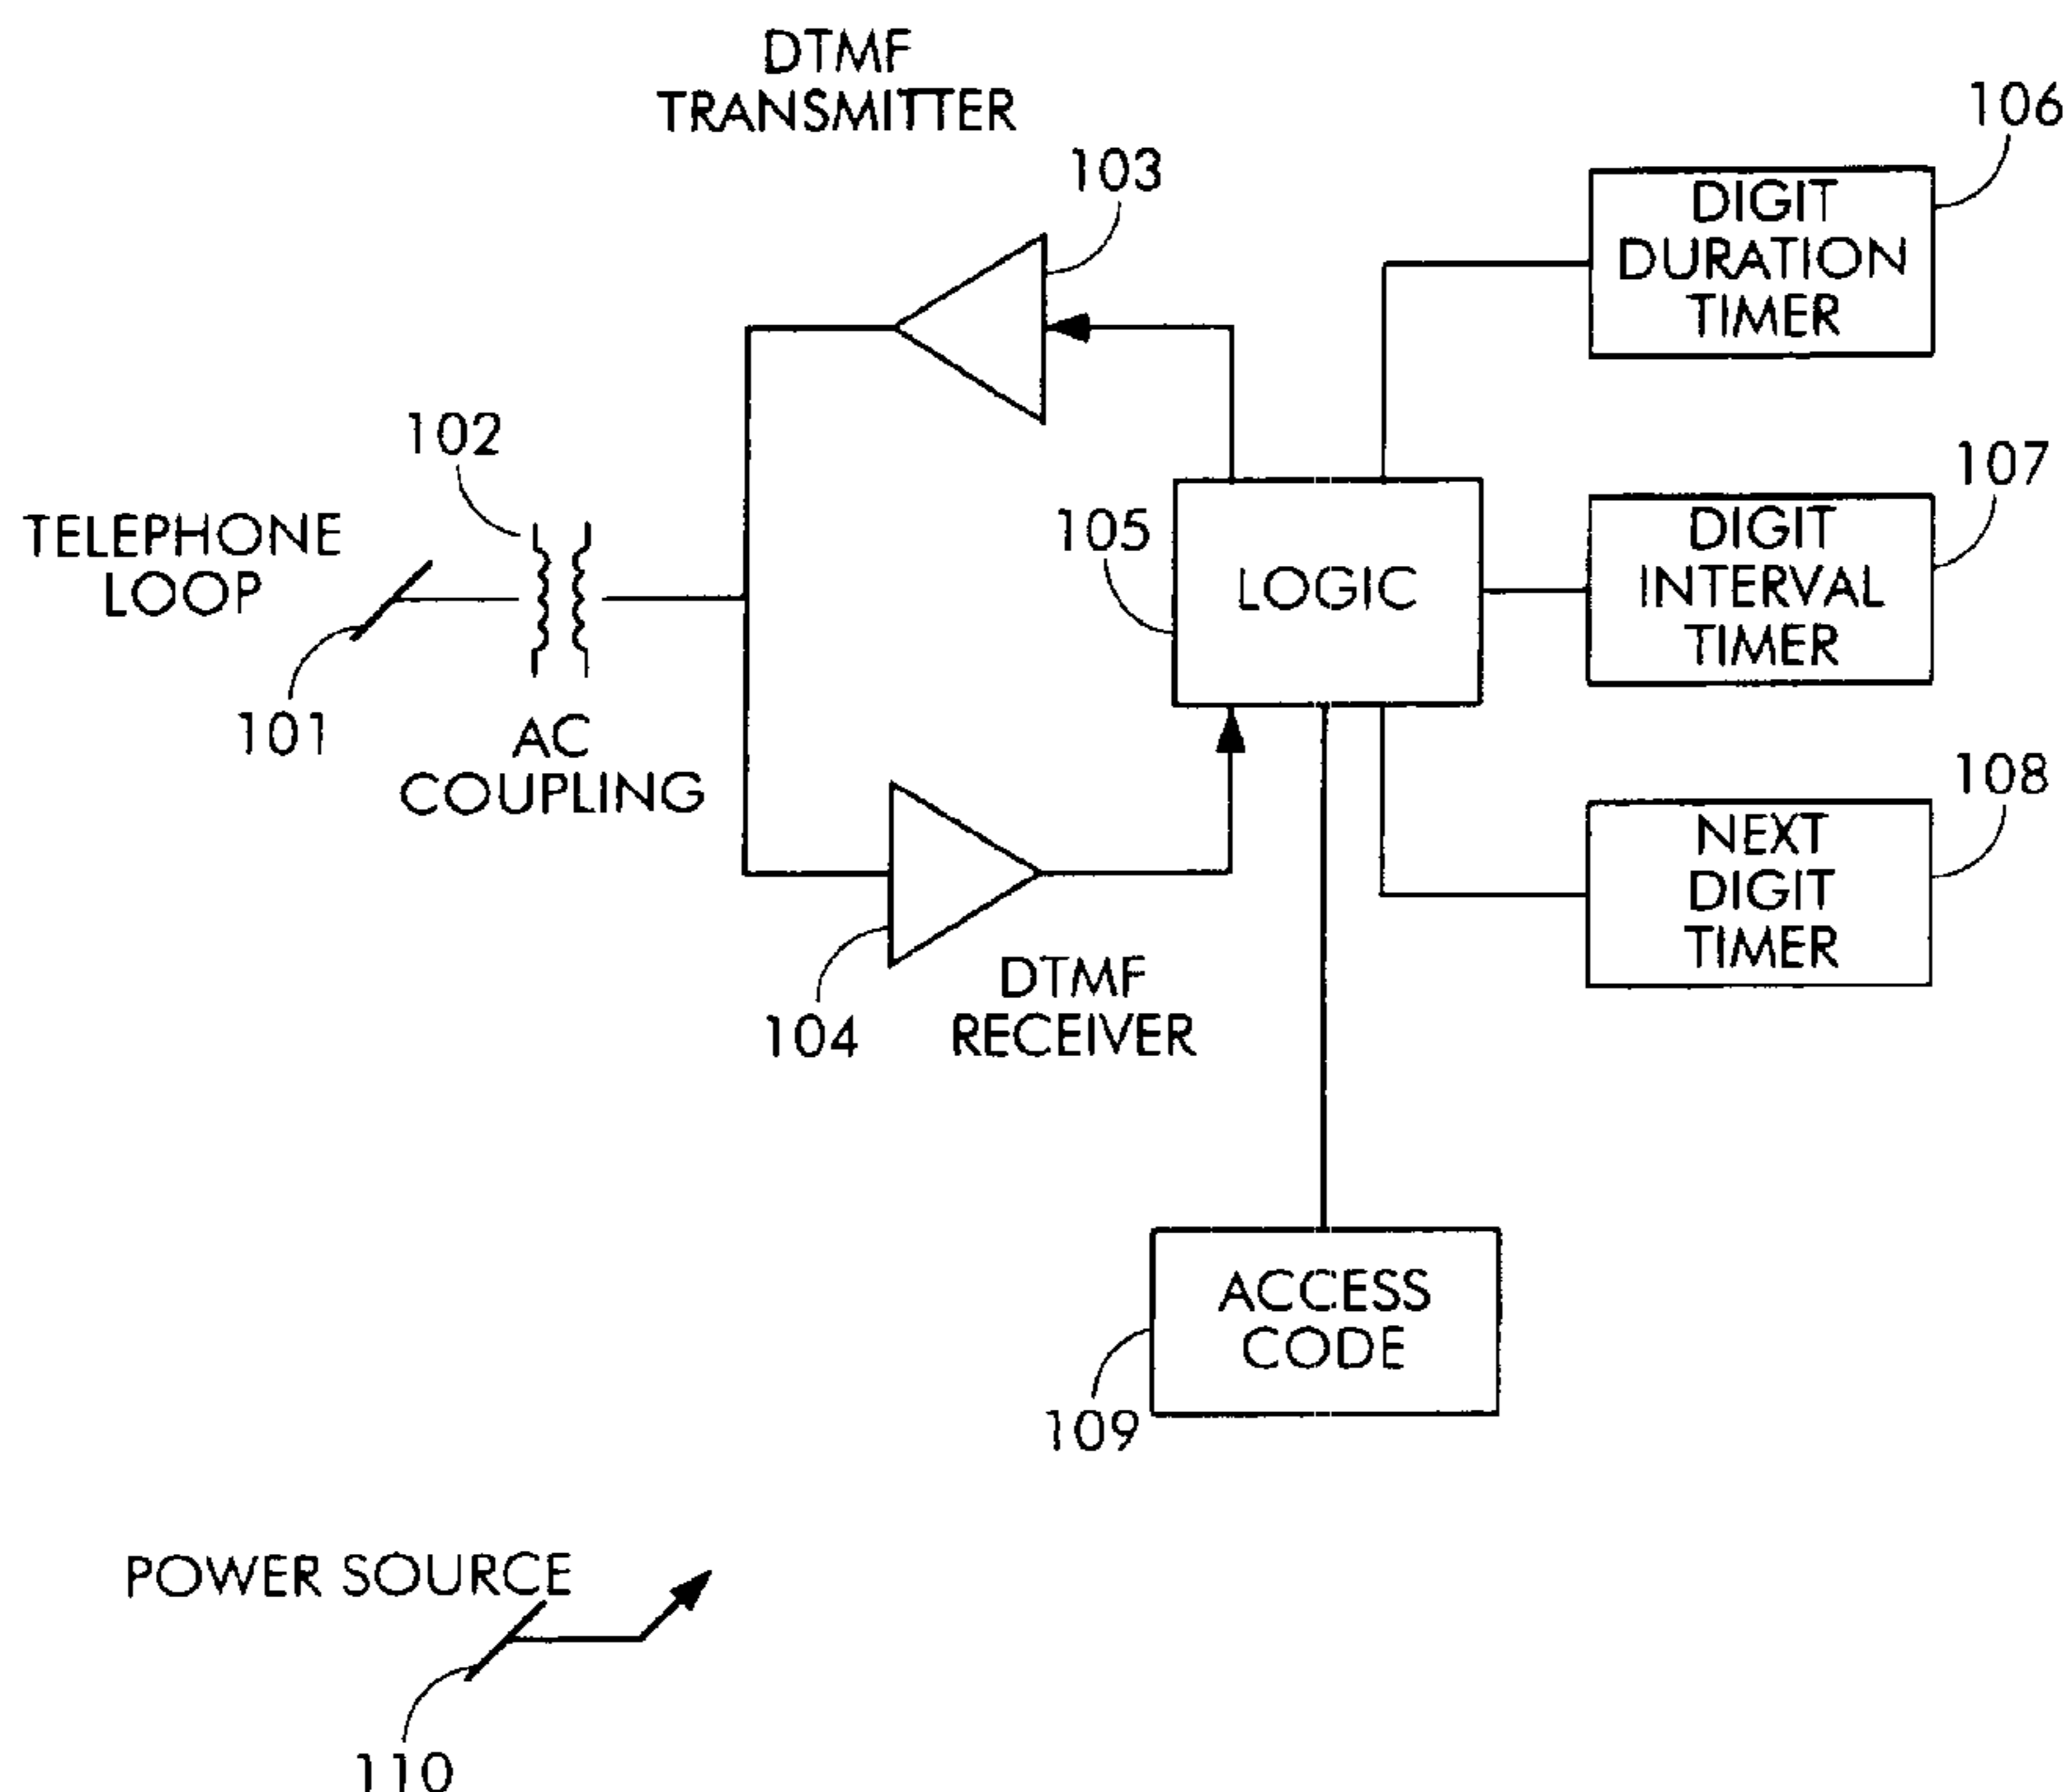 DTMF
TRANSMITTER
103
106
DIGIT
DURATION
TIMER
102
TELEPHONE
LOOP
101
AC
COUPLING
105
LOGIC
107
DIGIT
INTERVAL
TIMER
108
NEXT
DIGIT
TIMER
104
DTMF
RECEIVER
ACCESS
CODE
109
POWER SOURCE
110